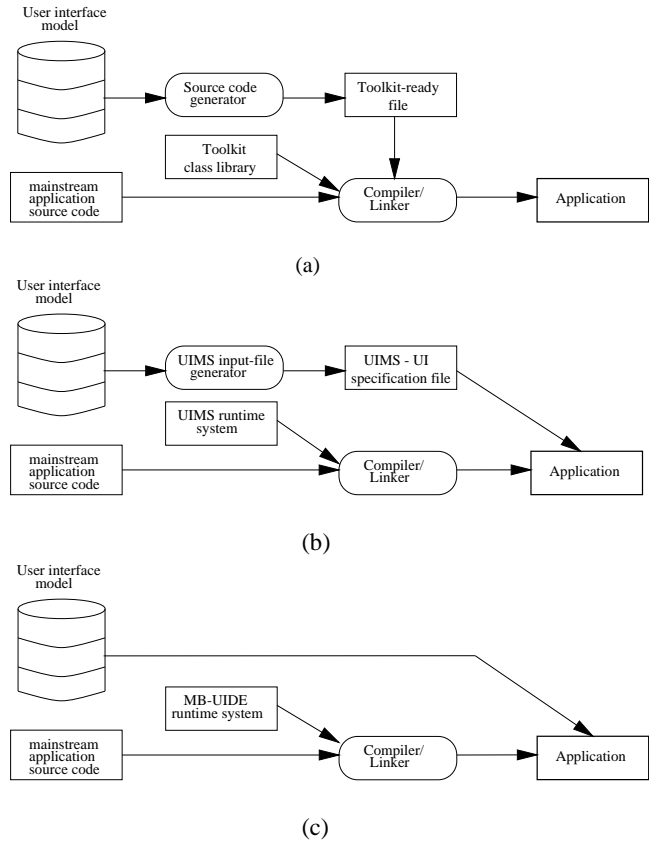 User interface
model
Source code
generator
Toolkit-ready
file
Toolkit
class library
mainstream
application
source code
Compiler/
Linker
Application
(a)
User interface
model
UIMS input-file
generator
UIMS - UI
specification file
UIMS runtime
system
mainstream
application
source code
Compiler/
Linker
Application
(b)
User interface
model
MB-UIDE
runtime system
mainstream
application
source code
Compiler/
Linker
Application
(c)